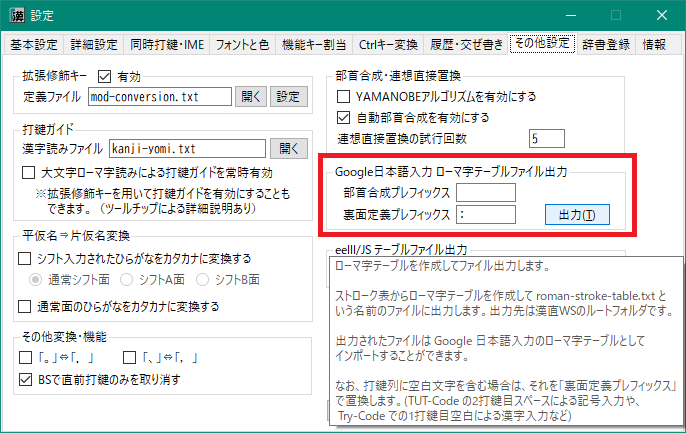 設定
基本設定 詳細設定 同時打鍵・IME フォントと色 機能キー割当 Ctrlキー変換 履歴・交ぜ書き その他設定 辞書登録 情報
拡張修飾キー 有効
定義ファイル mod-conversion.txt 開く 設定
打鍵ガイド
漢字読みファイル kanji-yomi.txt 開く
大文字ローマ字読みによる打鍵ガイドを常時有効
※拡張修飾キーを用いて打鍵ガイドを有効にすることも
できます。（ツールチップによる詳細説明あり）
平仮名⇒片仮名変換
シフト入力されたひらがなをカタカナに変換する
通常シフト面 シフトA面 シフトB面
通常面のひらがなをカタカナに変換する
その他変換・機能
「。」⇔「．」 「、」⇔「，」
BSで直前打鍵のみを取り消す
部首合成・連想直接置換
YAMANOBEアルゴリズムを有効にする
自動部首合成を有効にする
連想直接置換の試行回数 5
Google日本語入力 ローマ字テーブルファイル出力
部首合成プレフィックス
裏面定義プレフィックス : 出力(T)
eelll/JS テーブルファイル出力
ローマ字テーブルを作成してファイル出力します。
ストローク表からローマ字テーブルを作成して roman-stroke-table.txt と
いう名前のファイルに出力します。出力先は漢直WSのルートフォルダです。
出力されたファイルは Google 日本語入力のローマ字テーブルとして
インポートすることができます。
なお、打鍵列に空白文字を含む場合は、それを「裏面定義プレフィックス」
で置換します。(TUT-Code の2打鍵目スペースによる記号入力や、
Try-Code での1打鍵目空白による漢字入力など)